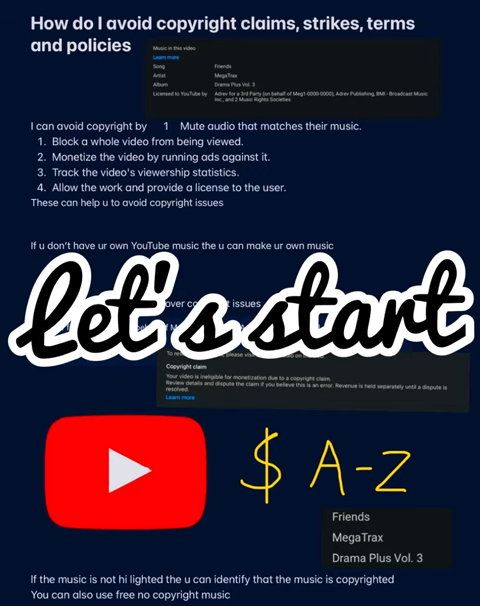 How do I avoid copyright claims, strikes, terms
and policies
Music in this video
Learn more
Song Friends
Artist MegaTrax
Album Drama Plus Vol. 3
Licensed to YouTube by Adrev for a 3rd Party (on behalf of Meg1-0000-0000); Adrev Publishing, BMI - Broadcast Music
Inc., and 2 Music Rights Societies
I can avoid copyright by 1 Mute audio that matches their music.
1. Block a whole video from being viewed.
2. Monetize the video by running ads against it.
3. Track the video's viewership statistics.
4. Allow the work and provide a license to the user.
These can help u to avoid copyright issues
If u don't have ur own YouTube music the u can make ur own music
Let's start
over issues
please visit
Copyright claim
Your video is ineligible for monetization due to a copyright claim.
Review details and dispute the claim if you believe this is an error. Revenue is held separately until a dispute is
resolved.
Learn more
$ A-Z
Friends
MegaTrax
Drama Plus Vol. 3
If the music is not hi lighted the u can identify that the music is copyrighted
You can also use free no copyright music